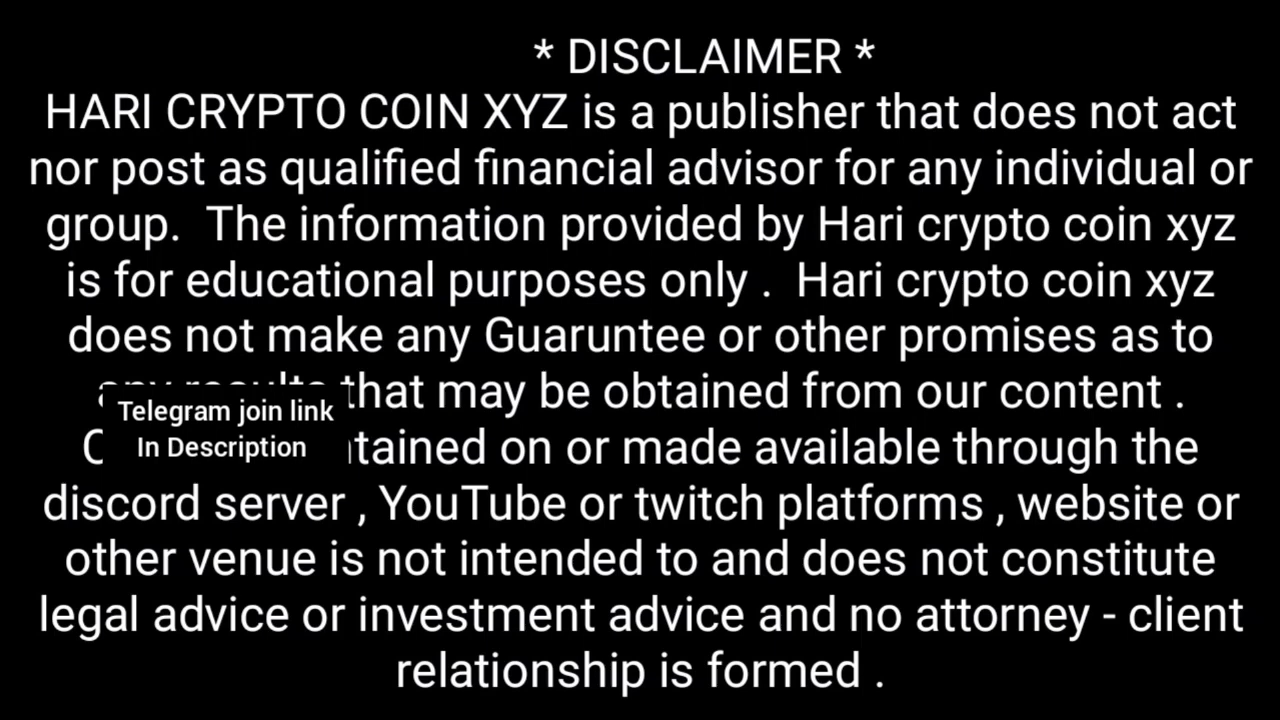 * DISCLAIMER *
HARI CRYPTO COIN XYZ is a publisher that does not act
nor post as qualified financial advisor for any individual or
group. The information provided by Hari crypto coin xyz
is for educational purposes only . Hari crypto coin xyz
does not make any Guaruntee or other promises as to
any results that may be obtained from our content .
Telegram join link
In Description
tained on or made available through the
discord server , YouTube or twitch platforms , website or
other venue is not intended to and does not constitute
legal advice or investment advice and no attorney - client
relationship is formed .